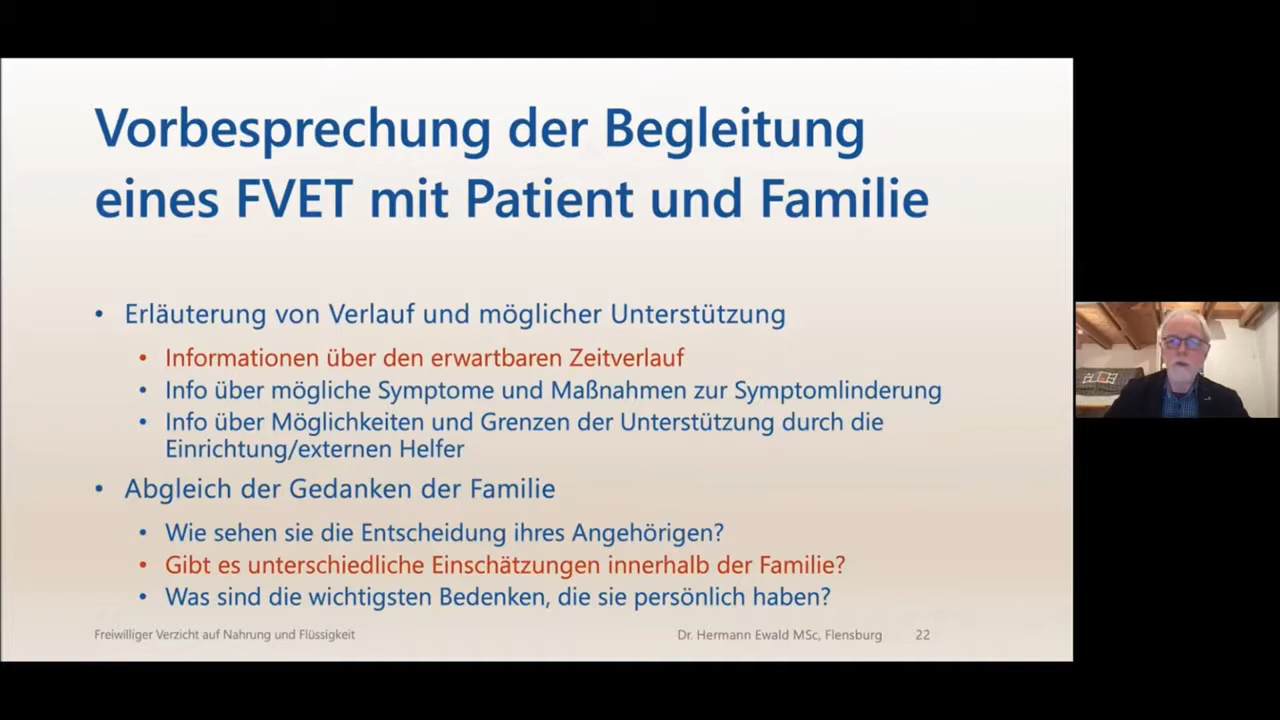 Vorbesprechung der Begleitung
eines FVET mit Patient und Familie
• Erläuterung von Verlauf und möglicher Unterstützung
• Informationen über den erwartbaren Zeitverlauf
• Info über mögliche Symptome und Maßnahmen zur Symptomlinderung
• Info über Möglichkeiten und Grenzen der Unterstützung durch die
Einrichtung/externen Helfer
• Abgleich der Gedanken der Familie
• Wie sehen sie die Entscheidung ihres Angehörigen?
• Gibt es unterschiedliche Einschätzungen innerhalb der Familie?
• Was sind die wichtigsten Bedenken, die sie persönlich haben?
Freiwilliger Verzicht auf Nahrung und Flüssigkeit Dr. Hermann Ewald MSc, Flensburg 22